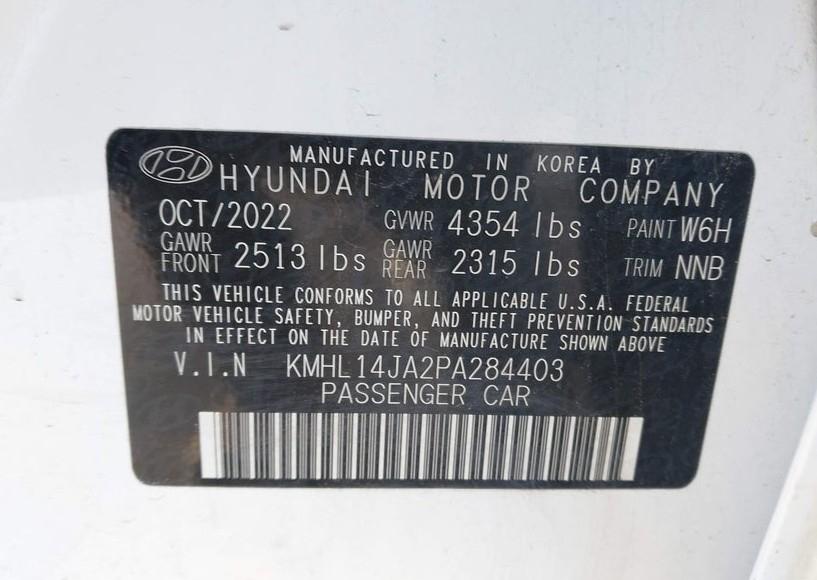 MANUFACTURED IN KOREA BY
HYUNDAI MOTOR COMPANY
OCT/2022 GVWR 4354 lbs PAINT W6H
GAWR FRONT 2513 lbs GAWR REAR 2315 lbs TRIM NNB
THIS VEHICLE CONFORMS TO ALL APPLICABLE U.S.A. FEDERAL
MOTOR VEHICLE SAFETY, BUMPER, AND THEFT PREVENTION STANDARDS
IN EFFECT ON THE DATE OF MANUFACTURE SHOWN ABOVE
V.I.N KMHL14JA2PA284403
PASSENGER CAR